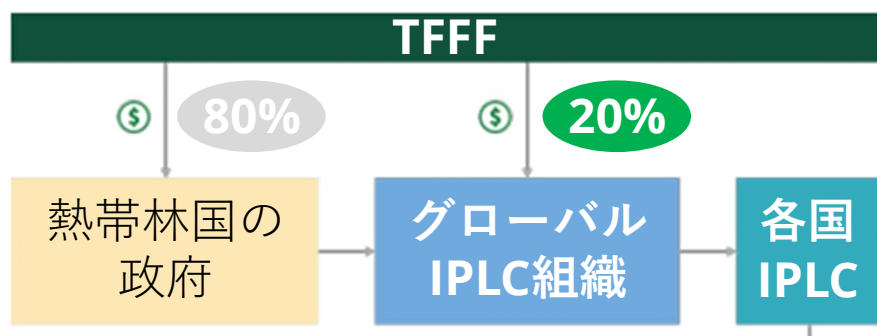 TFFF
$
80%
$
20%
熱帯林国の
政府
グローバル
IPLC組織
各国
IPLC